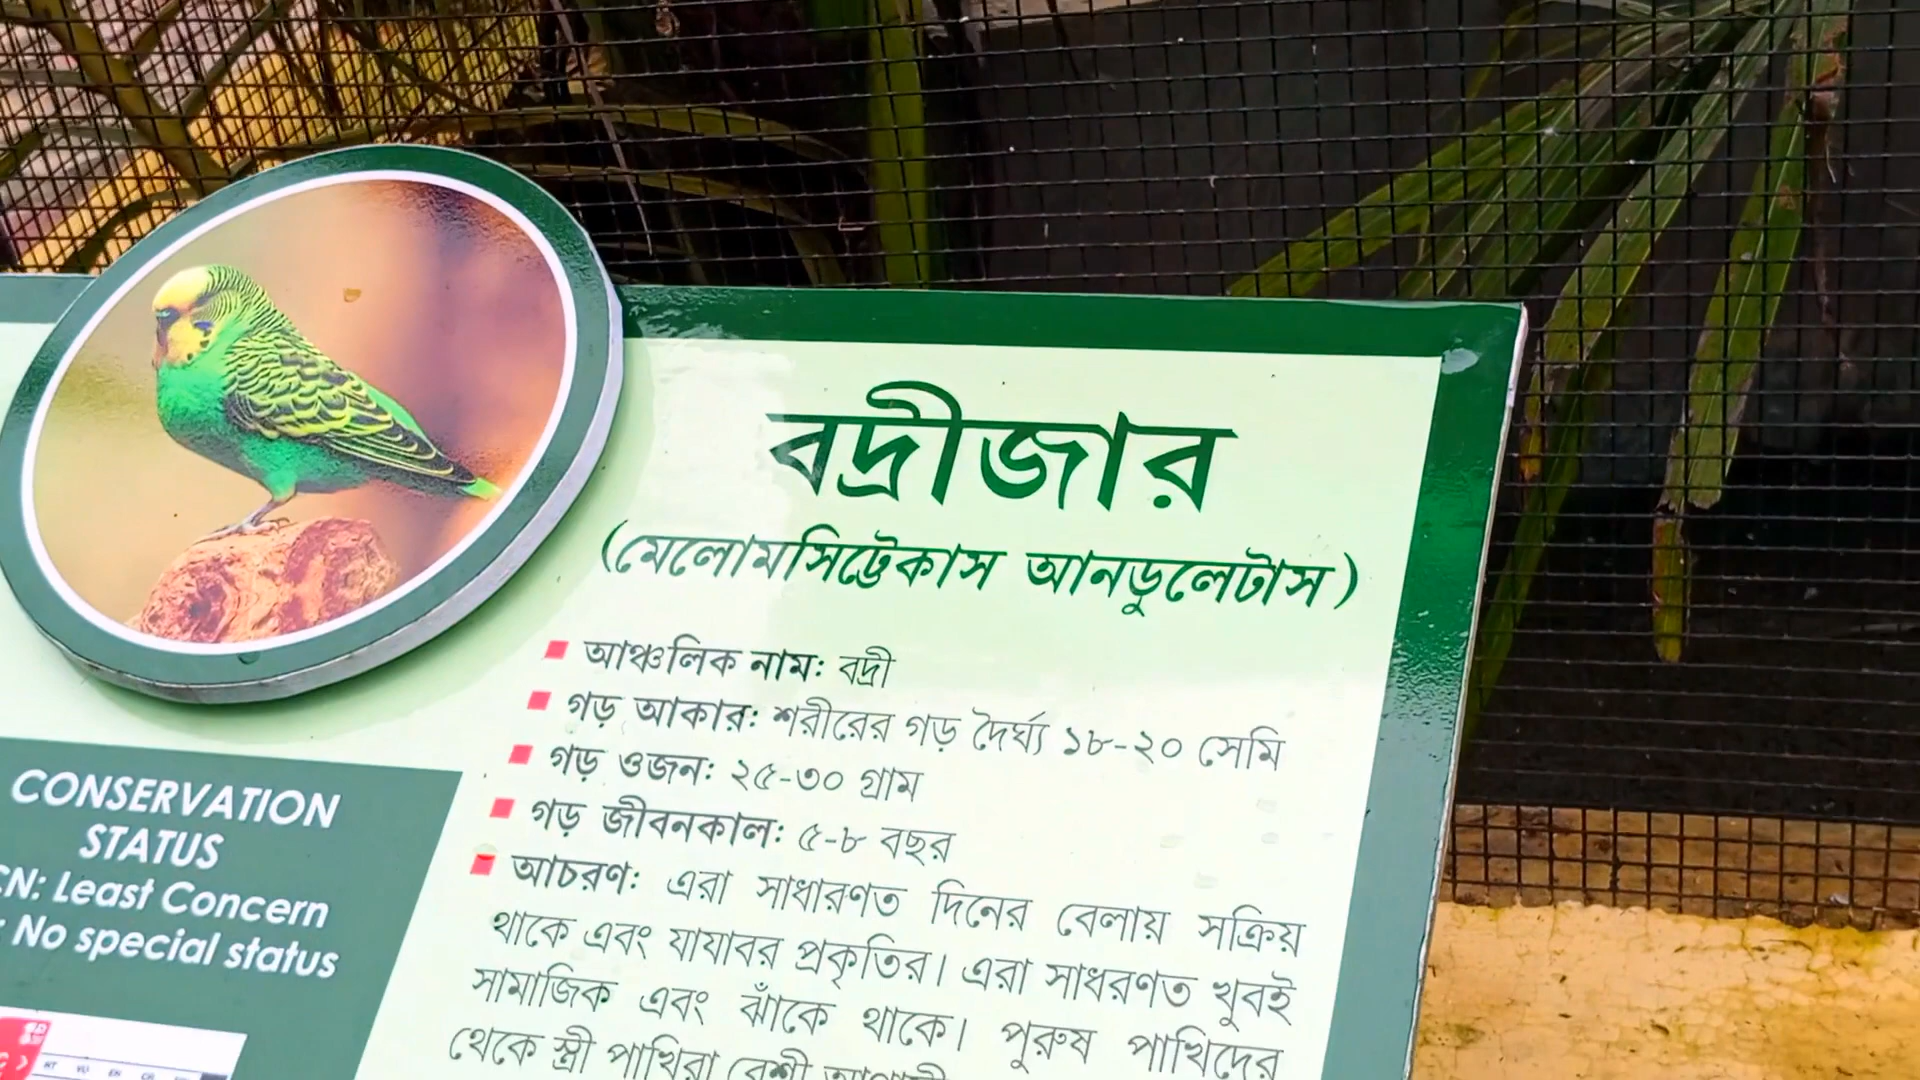 বদ্রীজার
(মেলোমসিট্টেকাস আনডুলেটাস)
আঞ্চলিক নাম: বদ্রী
গড় আকার: শরীরের গড় দৈর্ঘ্য ১৮-২০ সেমি
গড় ওজন: ২৫-৩০ গ্রাম
গড় জীবনকাল: ৫-৮ বছর
আচরণ: এরা সাধারণত দিনের বেলায় সক্রিয়
থাকে এবং যাযাবর প্রকৃতির। এরা সাধরণত খুবই
সামাজিক এবং ঝাঁকে থাকে। পুরুষ পাখিদের
থেকে স্ত্রী পাখিরা বেশী
CONSERVATION
STATUS
CN: Least Concern
: No special status